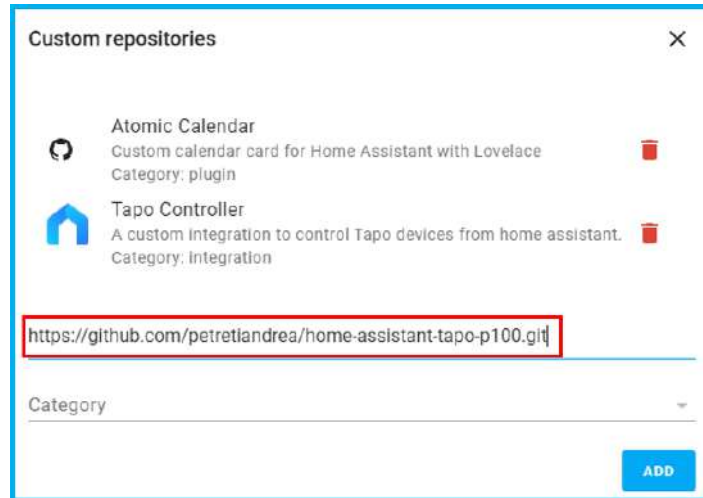 Custom repositories
Atomic Calendar
Custom calendar card for Home Assistant with Lovelace
Category: plugin
Tapo Controller
A custom integration to control Tapo devices from home assistant.
Category: integration
https://github.com/petretiandrea/home-assistant-tapo-p100.git
Category
ADD